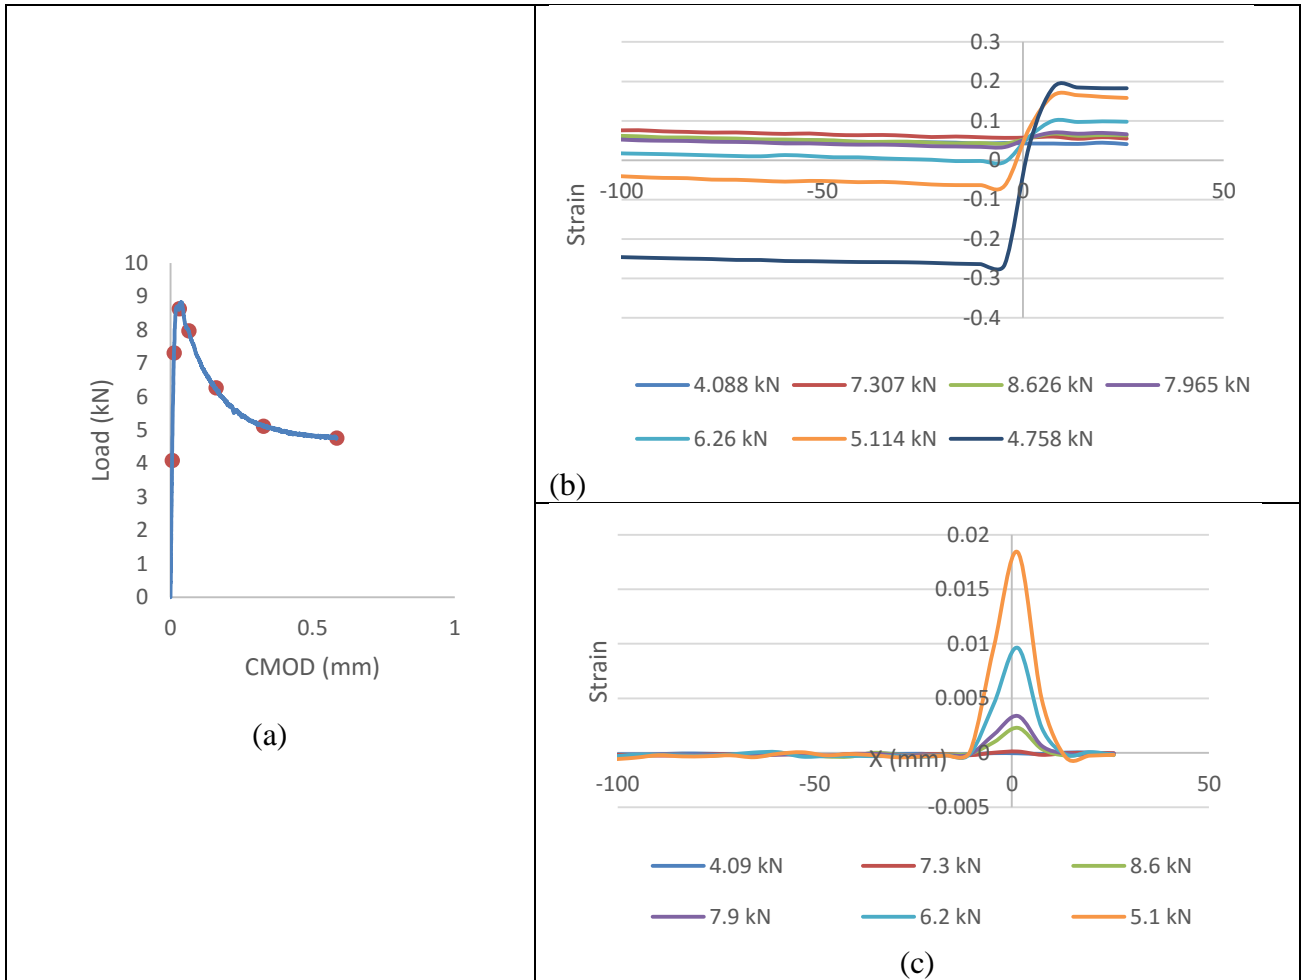 10
9
8
7
6
5
4
3
2
1
0
0 0.5 1
Load (kN)
CMOD (mm)
(a)
0.3
0.2
0.1
0
-100 -50 0 50
-0.1
-0.2
-0.3
-0.4
Strain
4.088 kN 7.307 kN 8.626 kN 7.965 kN
6.26 kN 5.114 kN 4.758 kN
(b)
0.02
0.015
0.01
0.005
0
X (mm)
-100 -50 0 50
-0.005
Strain
4.09 kN 7.3 kN 8.6 kN
7.9 kN 6.2 kN 5.1 kN
(c)